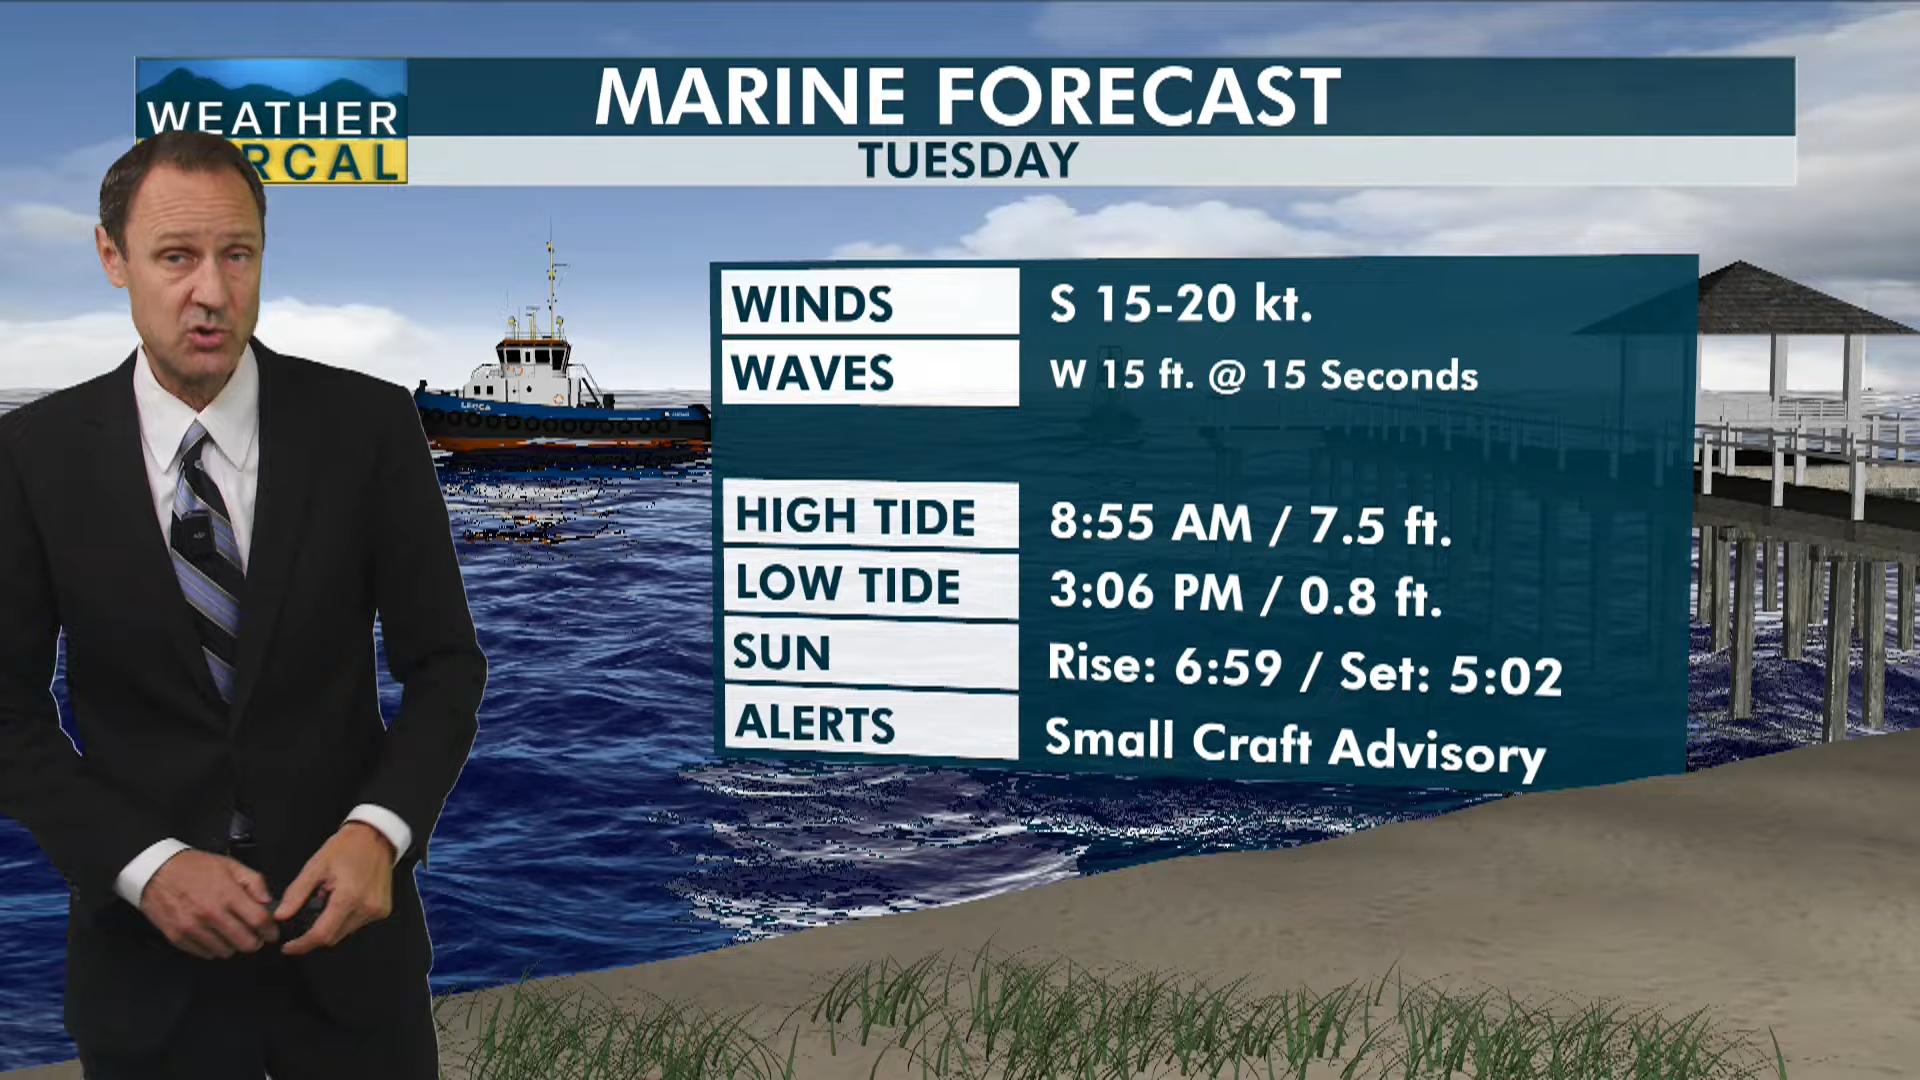 WEATHER
MARINE FORECAST
RCAL
TUESDAY
WINDS S 15-20 kt.
WAVES W 15 ft. @ 15 Seconds
HIGH TIDE 8:55 AM / 7.5 ft.
LOW TIDE 3:06 PM / 0.8 ft.
SUN Rise: 6:59 / Set: 5:02
ALERTS Small Craft Advisory